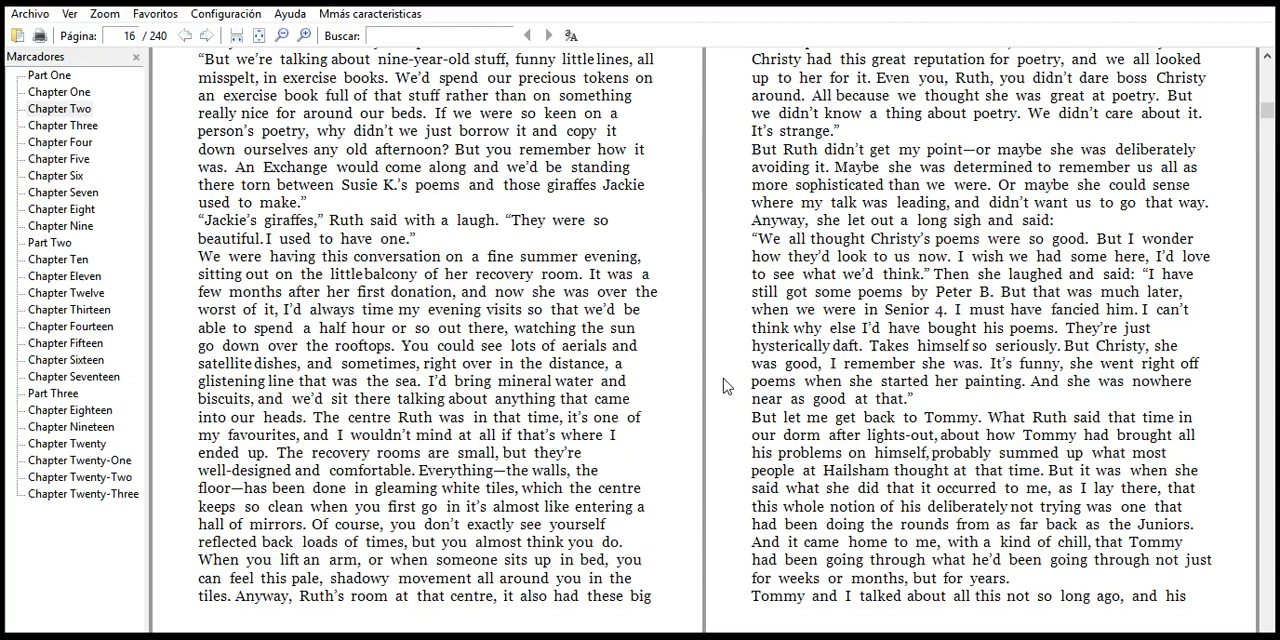 Archivo Ver Zoom Favoritos Configuración Ayuda Mmás caracteristicas
Página: 16 / 240 Buscar:
Marcadores
Part One
Chapter One
Chapter Two
Chapter Three
Chapter Four
Chapter Five
Chapter Six
Chapter Seven
Chapter Eight
Chapter Nine
Part Two
Chapter Ten
Chapter Eleven
Chapter Twelve
Chapter Thirteen
Chapter Fourteen
Chapter Fifteen
Chapter Sixteen
Chapter Seventeen
Part Three
Chapter Eighteen
Chapter Nineteen
Chapter Twenty
Chapter Twenty-One
Chapter Twenty-Two
Chapter Twenty-Three
“But we’re talking about nine-year-old stuff, funny little lines, all
misspelt, in exercise books. We’d spend our precious tokens on
an exercise book full of that stuff rather than on something
really nice for around our beds. If we were so keen on a
person’s poetry, why didn’t we just borrow it and copy it
down ourselves any old afternoon? But you remember how it
was. An Exchange would come along and we’d be standing
there torn between Susie K.’s poems and those giraffes Jackie
used to make.”
“Jackie’s giraffes,” Ruth said with a laugh. “They were so
beautiful. I used to have one.”
We were having this conversation on a fine summer evening,
sitting out on the little balcony of her recovery room. It was a
few months after her first donation, and now she was over the
worst of it, I’d always time my evening visits so that we’d be
able to spend a half hour or so out there, watching the sun
go down over the rooftops. You could see lots of aerials and
satellite dishes, and sometimes, right over in the distance, a
glistening line that was the sea. I’d bring mineral water and
biscuits, and we’d sit there talking about anything that came
into our heads. The centre Ruth was in that time, it’s one of
my favourites, and I wouldn’t mind at all if that’s where I
ended up. The recovery rooms are small, but they’re
well-designed and comfortable. Everything—the walls, the
floor—has been done in gleaming white tiles, which the centre
keeps so clean when you first go in it’s almost like entering a
hall of mirrors. Of course, you don’t exactly see yourself
reflected back loads of times, but you almost think you do.
When you lift an arm, or when someone sits up in bed, you
can feel this pale, shadowy movement all around you in the
tiles. Anyway, Ruth’s room at that centre, it also had these big
Christy had this great reputation for poetry, and we all looked
up to her for it. Even you, Ruth, you didn’t dare boss Christy
around. All because we thought she was great at poetry. But
we didn’t know a thing about poetry. We didn’t care about it.
It’s strange.”
But Ruth didn’t get my point—or maybe she was deliberately
avoiding it. Maybe she was determined to remember us all as
more sophisticated than we were. Or maybe she could sense
where my talk was leading, and didn’t want us to go that way.
Anyway, she let out a long sigh and said:
“We all thought Christy’s poems were so good. But I wonder
how they’d look to us now. I wish we had some here, I’d love
to see what we’d think.” Then she laughed and said: “I have
still got some poems by Peter B. But that was much later,
when we were in Senior 4. I must have fancied him. I can’t
think why else I’d have bought his poems. They’re just
hysterically daft. Takes himself so seriously. But Christy, she
was good, I remember she was. It’s funny, she went right off
poems when she started her painting. And she was nowhere
near as good at that.”
But let me get back to Tommy. What Ruth said that time in
our dorm after lights-out, about how Tommy had brought all
his problems on himself, probably summed up what most
people at Hailsham thought at that time. But it was when she
said what she did that it occurred to me, as I lay there, that
this whole notion of his deliberately not trying was one that
had been doing the rounds from as far back as the Juniors.
And it came home to me, with a kind of chill, that Tommy
had been going through what he’d been going through not just
for weeks or months, but for years.
Tommy and I talked about all this not so long ago, and his